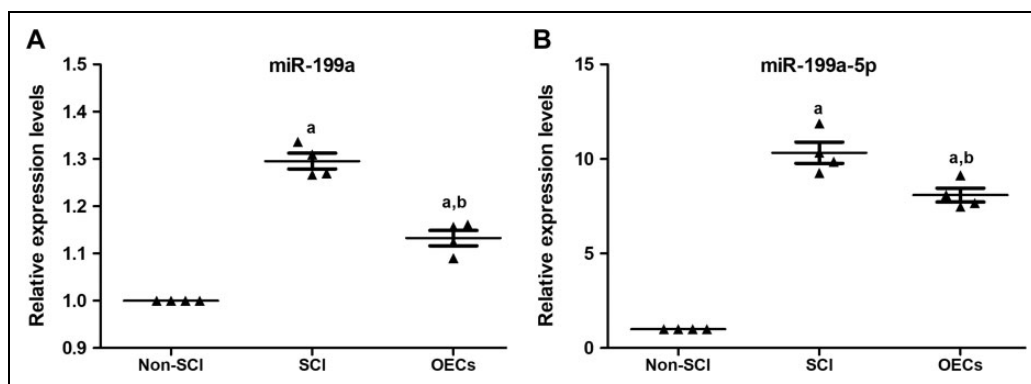 A
miR-199a
Relative expression levels
1.5
1.4
1.3
1.2
1.1
1.0
0.9
a
a,b
Non-SCI SCI OECs
B
miR-199a-5p
Relative expression levels
15
10
5
0
a
a,b
Non-SCI SCI OECs